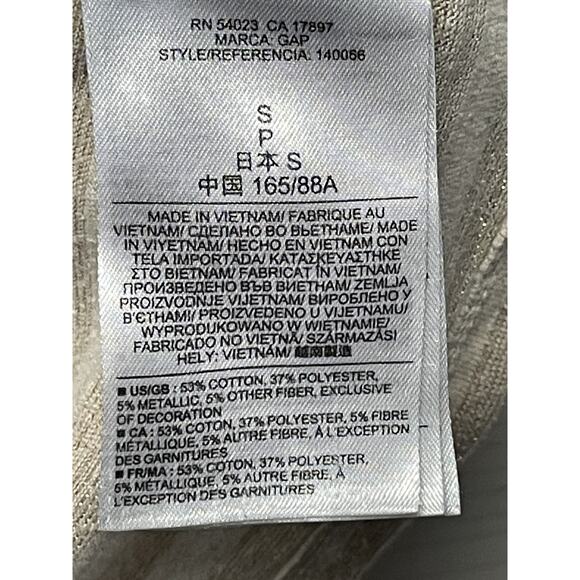 RN 54023 CA 17897
MARCA: GAP
STYLE/REFERENCIA: 140056
S
P
日本 S
中国 165/88A
MADE IN VIETNAM/ FABRIQUE AU
VIETNAM/ СДЕЛАНО ВО ВЬЕТНАМЕ/ MADE
IN VIYETNAM/ HECHO EN VIETNAM CON
TELA IMPORTADA/ ΚΑΤΑΣΚΕΥΑΣΤΗΚΕ
ΣΤΟ ΒΙΕΤΝΑΜ/ FABRICAT ÎN VIETNAM/
ПРОИЗВЕДЕНО ВЪВ ВИЕТНАМ/ ZEMLJA
PROIZVODNJE VIJETNAM/ ВИРОБЛЕНО У
В'ЄТНАМІ/ PROIZVEDENO U VIJETNAMU/
WYPRODUKOWANO W WIETNAMIE/
FABRICADO NO VIETNÃ/ SZÁRMAZÁSI
HELY: VIETNÁM/ 越南製造
■ US/GB : 53% COTTON, 37% POLYESTER,
5% METALLIC, 5% OTHER FIBER, EXCLUSIVE
OF DECORATION
■ CA : 53% COTON, 37% POLYESTER, 5% FIBRE
MÉTALLIQUE, 5% AUTRE FIBRE, À L'EXCEPTION
DES GARNITURES
■ FR/MA : 53% COTON, 37% POLYESTER,
5% MÉTALLIQUE, 5% AUTRE FIBRE, À
L'EXCEPTION DES GARNITURES